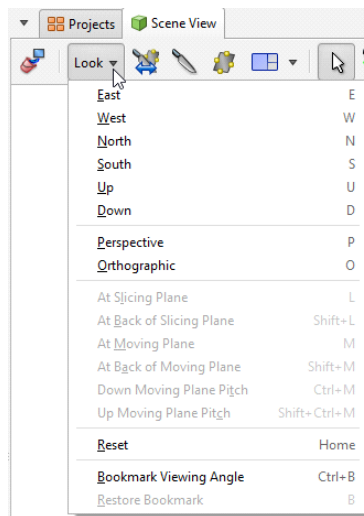 Projects Scene View
Look
East E
West W
North N
South S
Up U
Down D
Perspective P
Orthographic O
At Slicing Plane L
At Back of Slicing Plane Shift+L
At Moving Plane M
At Back of Moving Plane Shift+M
Down Moving Plane Pitch Ctrl+M
Up Moving Plane Pitch Shift+Ctrl+M
Reset Home
Bookmark Viewing Angle Ctrl+B
Restore Bookmark B